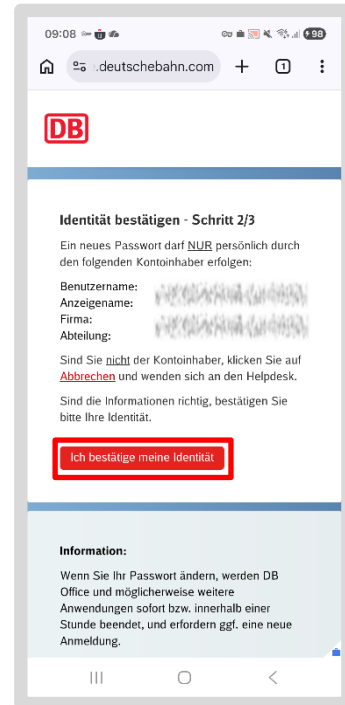 09:08
98
.deutschebahn.com
1
DB
Identität bestätigen - Schritt 2/3
Ein neues Passwort darf NUR persönlich durch
den folgenden Kontoinhaber erfolgen:
Benutzername:
Anzeigename:
Firma:
Abteilung:
Sind Sie nicht der Kontoinhaber, klicken Sie auf
Abbrechen und wenden sich an den Helpdesk.
Sind die Informationen richtig, bestätigen Sie
bitte Ihre Identität.
Ich bestätige meine Identität
Information:
Wenn Sie Ihr Passwort ändern, werden DB
Office und möglicherweise weitere
Anwendungen sofort bzw. innerhalb einer
Stunde beendet, und erfordern ggf. eine neue
Anmeldung.